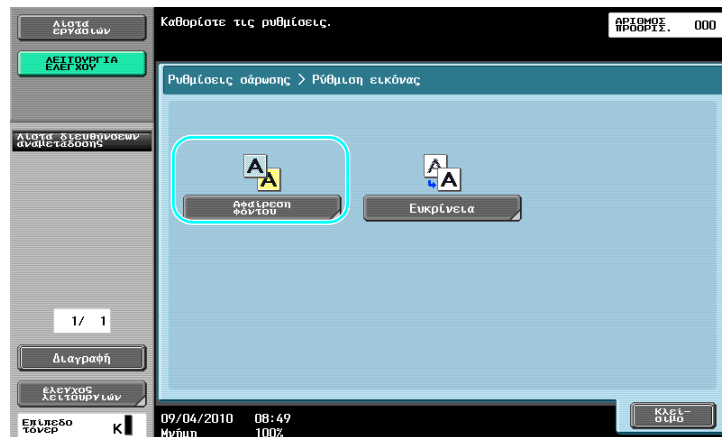 Λίστα
εργασιών
Καθορίστε τις ρυθμίσεις.
ΑΡΙΘΜΟΣ
ΠΡΟΟΡΙΣ.
000
ΛΕΙΤΟΥΡΓΙΑ
ΕΛΕΓΧΟΥ
Ρυθμίσεις σάρωσης > Ρύθμιση εικόνας
Λίστα διευθύνσεων
αναμετάδοσης
Αφαίρεση
φόντου
Ευκρίνεια
1/ 1
Διαγραφή
έλεγχος
λειτουργιών
Επίπεδο
τόνερ
K
09/04/2010 08:49
Μνήμη 100%
Κλεί-
σιμο